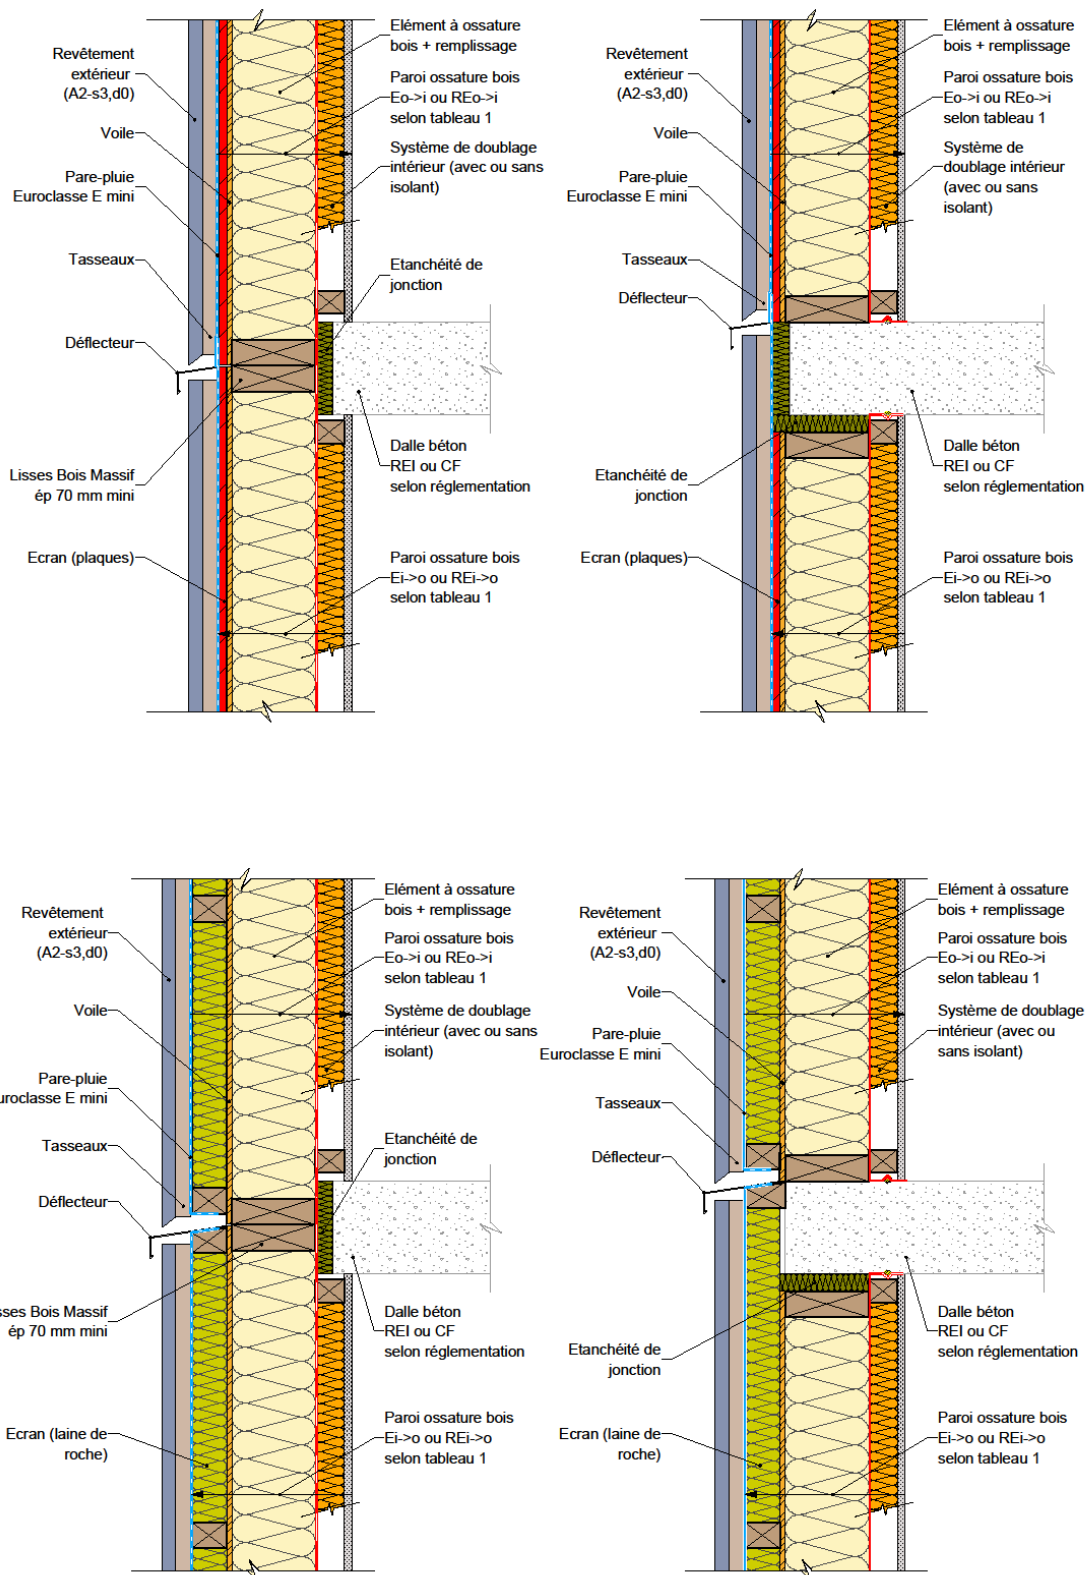 Revêtement
extérieur
(A2-s3,d0)
Voile
Pare-pluie
Euroclasse E mini
Tasseaux
Déflecteur
Lisses Bois Massif
ép 70 mm mini
Ecran (plaques)
Elément à ossature
bois + remplissage
Paroi ossature bois
Eo->i ou REo->i
selon tableau 1
Système de doublage
intérieur (avec ou sans
isolant)
Etanchéité de
jonction
Dalle béton
REI ou CF
selon réglementation
Paroi ossature bois
Ei->o ou REi->o
selon tableau 1
Revêtement
extérieur
(A2-s3,d0)
Voile
Pare-pluie
Euroclasse E mini
Tasseaux
Déflecteur
Etanchéité de
jonction
Ecran (plaques)
Elément à ossature
bois + remplissage
Paroi ossature bois
Eo->i ou REo->i
selon tableau 1
Système de
doublage intérieur
(avec ou sans
isolant)
Dalle béton
REI ou CF
selon réglementation
Paroi ossature bois
Ei->o ou REi->o
selon tableau 1
Revêtement
extérieur
(A2-s3,d0)
Voile
Pare-pluie
uroclasse E mini
Tasseaux
Déflecteur
sses Bois Massif
ép 70 mm mini
Ecran (laine de
roche)
Elément à ossature
bois + remplissage
Paroi ossature bois
Eo->i ou REo->i
selon tableau 1
Système de doublage
intérieur (avec ou sans
isolant)
Etanchéité de
jonction
Dalle béton
REI ou CF
selon réglementation
Paroi ossature bois
Ei->o ou REi->o
selon tableau 1
Revêtement
extérieur
(A2-s3,d0)
Voile
Pare-pluie
Euroclasse E mini
Tasseaux
Déflecteur
Etanchéité de
jonction
Ecran (laine de
roche)
Elément à ossature
bois + remplissage
Paroi ossature bois
Eo->i ou REo->i
selon tableau 1
Système de doublage
intérieur (avec ou
sans isolant)
Dalle béton
REI ou CF
selon réglementation
Paroi ossature bois
Ei->o ou REi->o
selon tableau 1